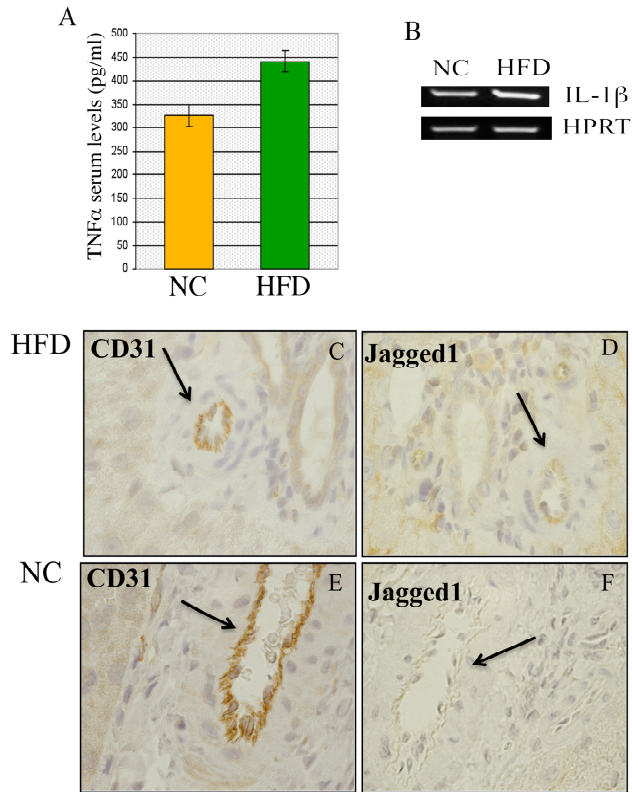 A
TNFα serum levels (pg/ml)
500
450
400
350
300
250
200
150
100
50
0
NC
HFD
B
NC HFD
IL-1β
HPRT
HFD
CD31
C
Jagged1
D
NC
CD31
E
Jagged1
F